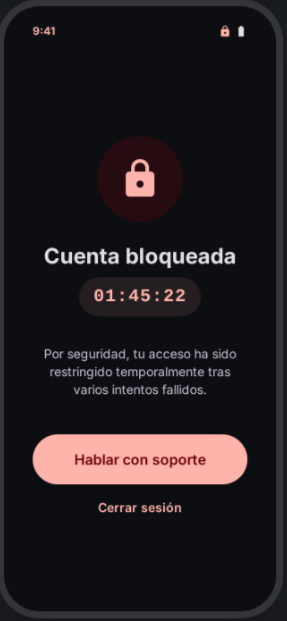 9:41
Cuenta bloqueada
01:45:22
Por seguridad, tu acceso ha sido
restringido temporalmente tras
varios intentos fallidos.
Hablar con soporte
Cerrar sesión